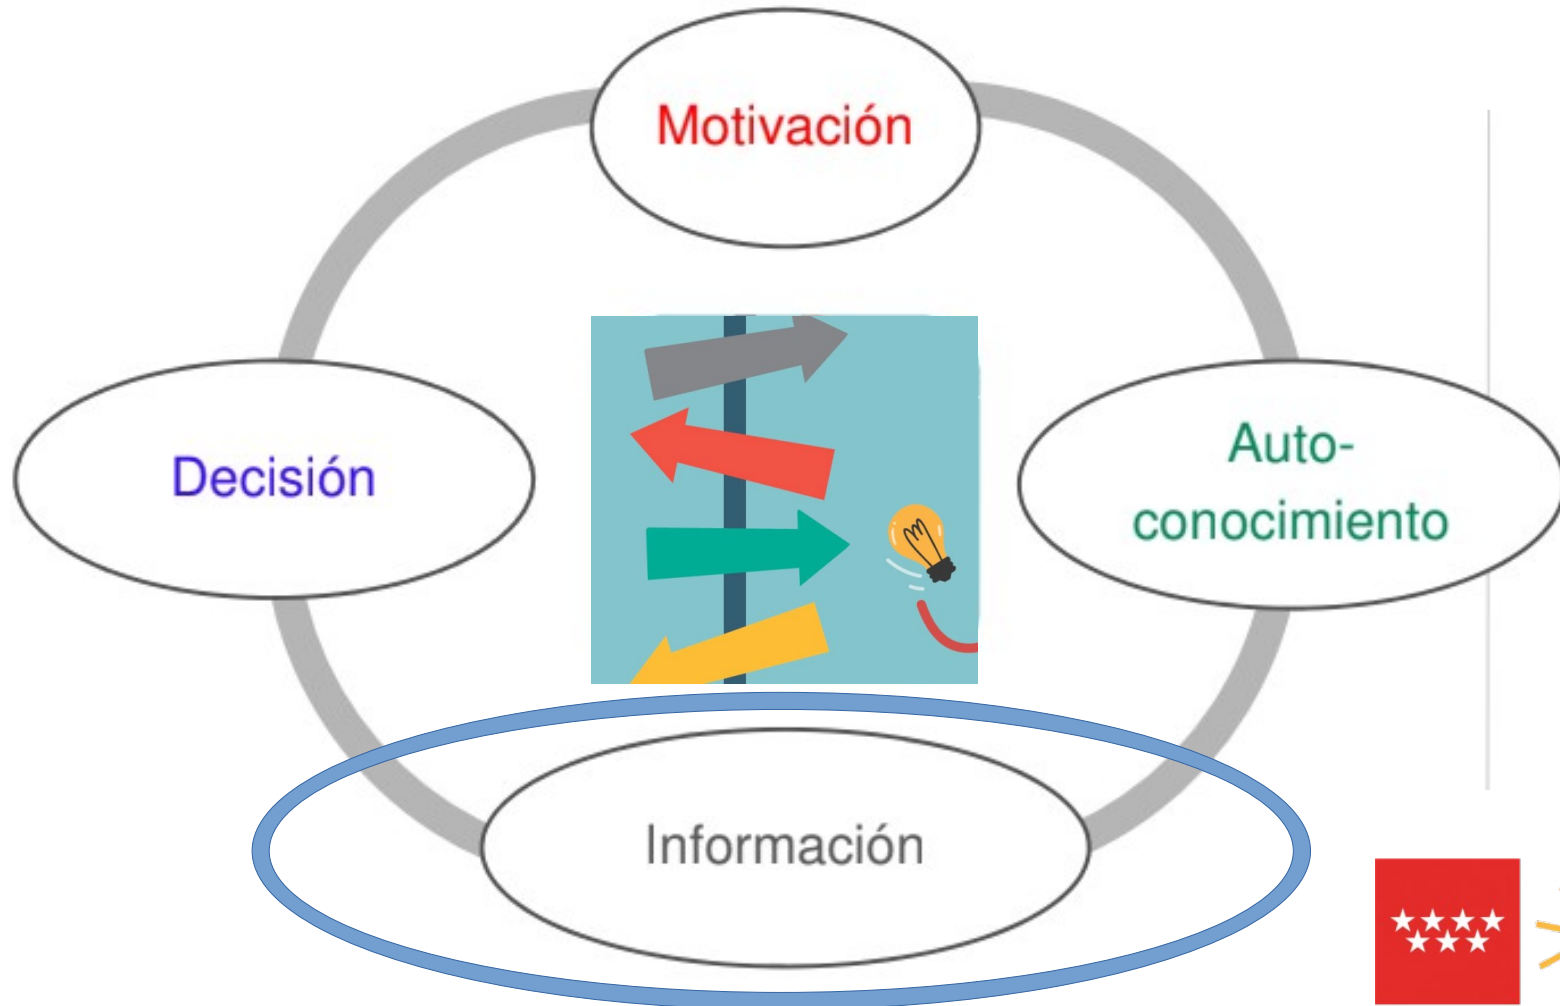 Motivación
Decisión
Auto-
conocimiento
Información